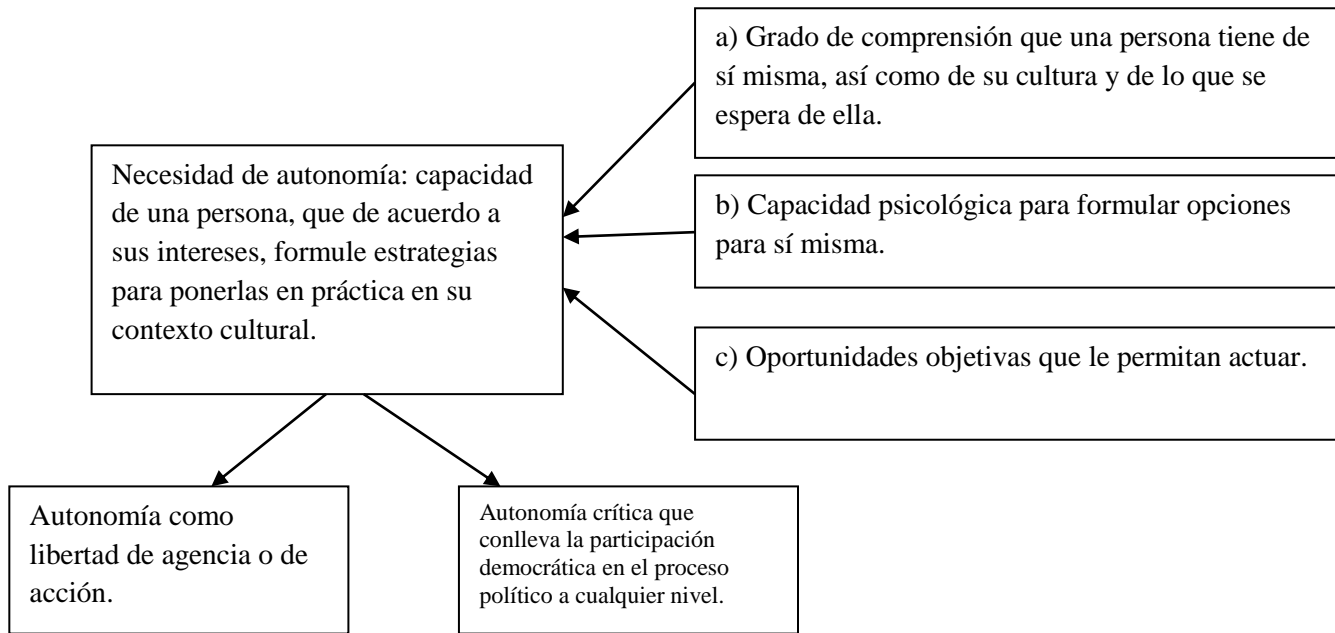 a) Grado de comprensión que una persona tiene de
sí misma, así como de su cultura y de lo que se
espera de ella.
Necesidad de autonomía: capacidad
de una persona, que de acuerdo a
sus intereses, formule estrategias
para ponerlas en práctica en su
contexto cultural.
b) Capacidad psicológica para formular opciones
para sí misma.
c) Oportunidades objetivas que le permitan actuar.
Autonomía como
libertad de agencia o de
acción.
Autonomía crítica que
conlleva la participación
democrática en el proceso
político a cualquier nivel.